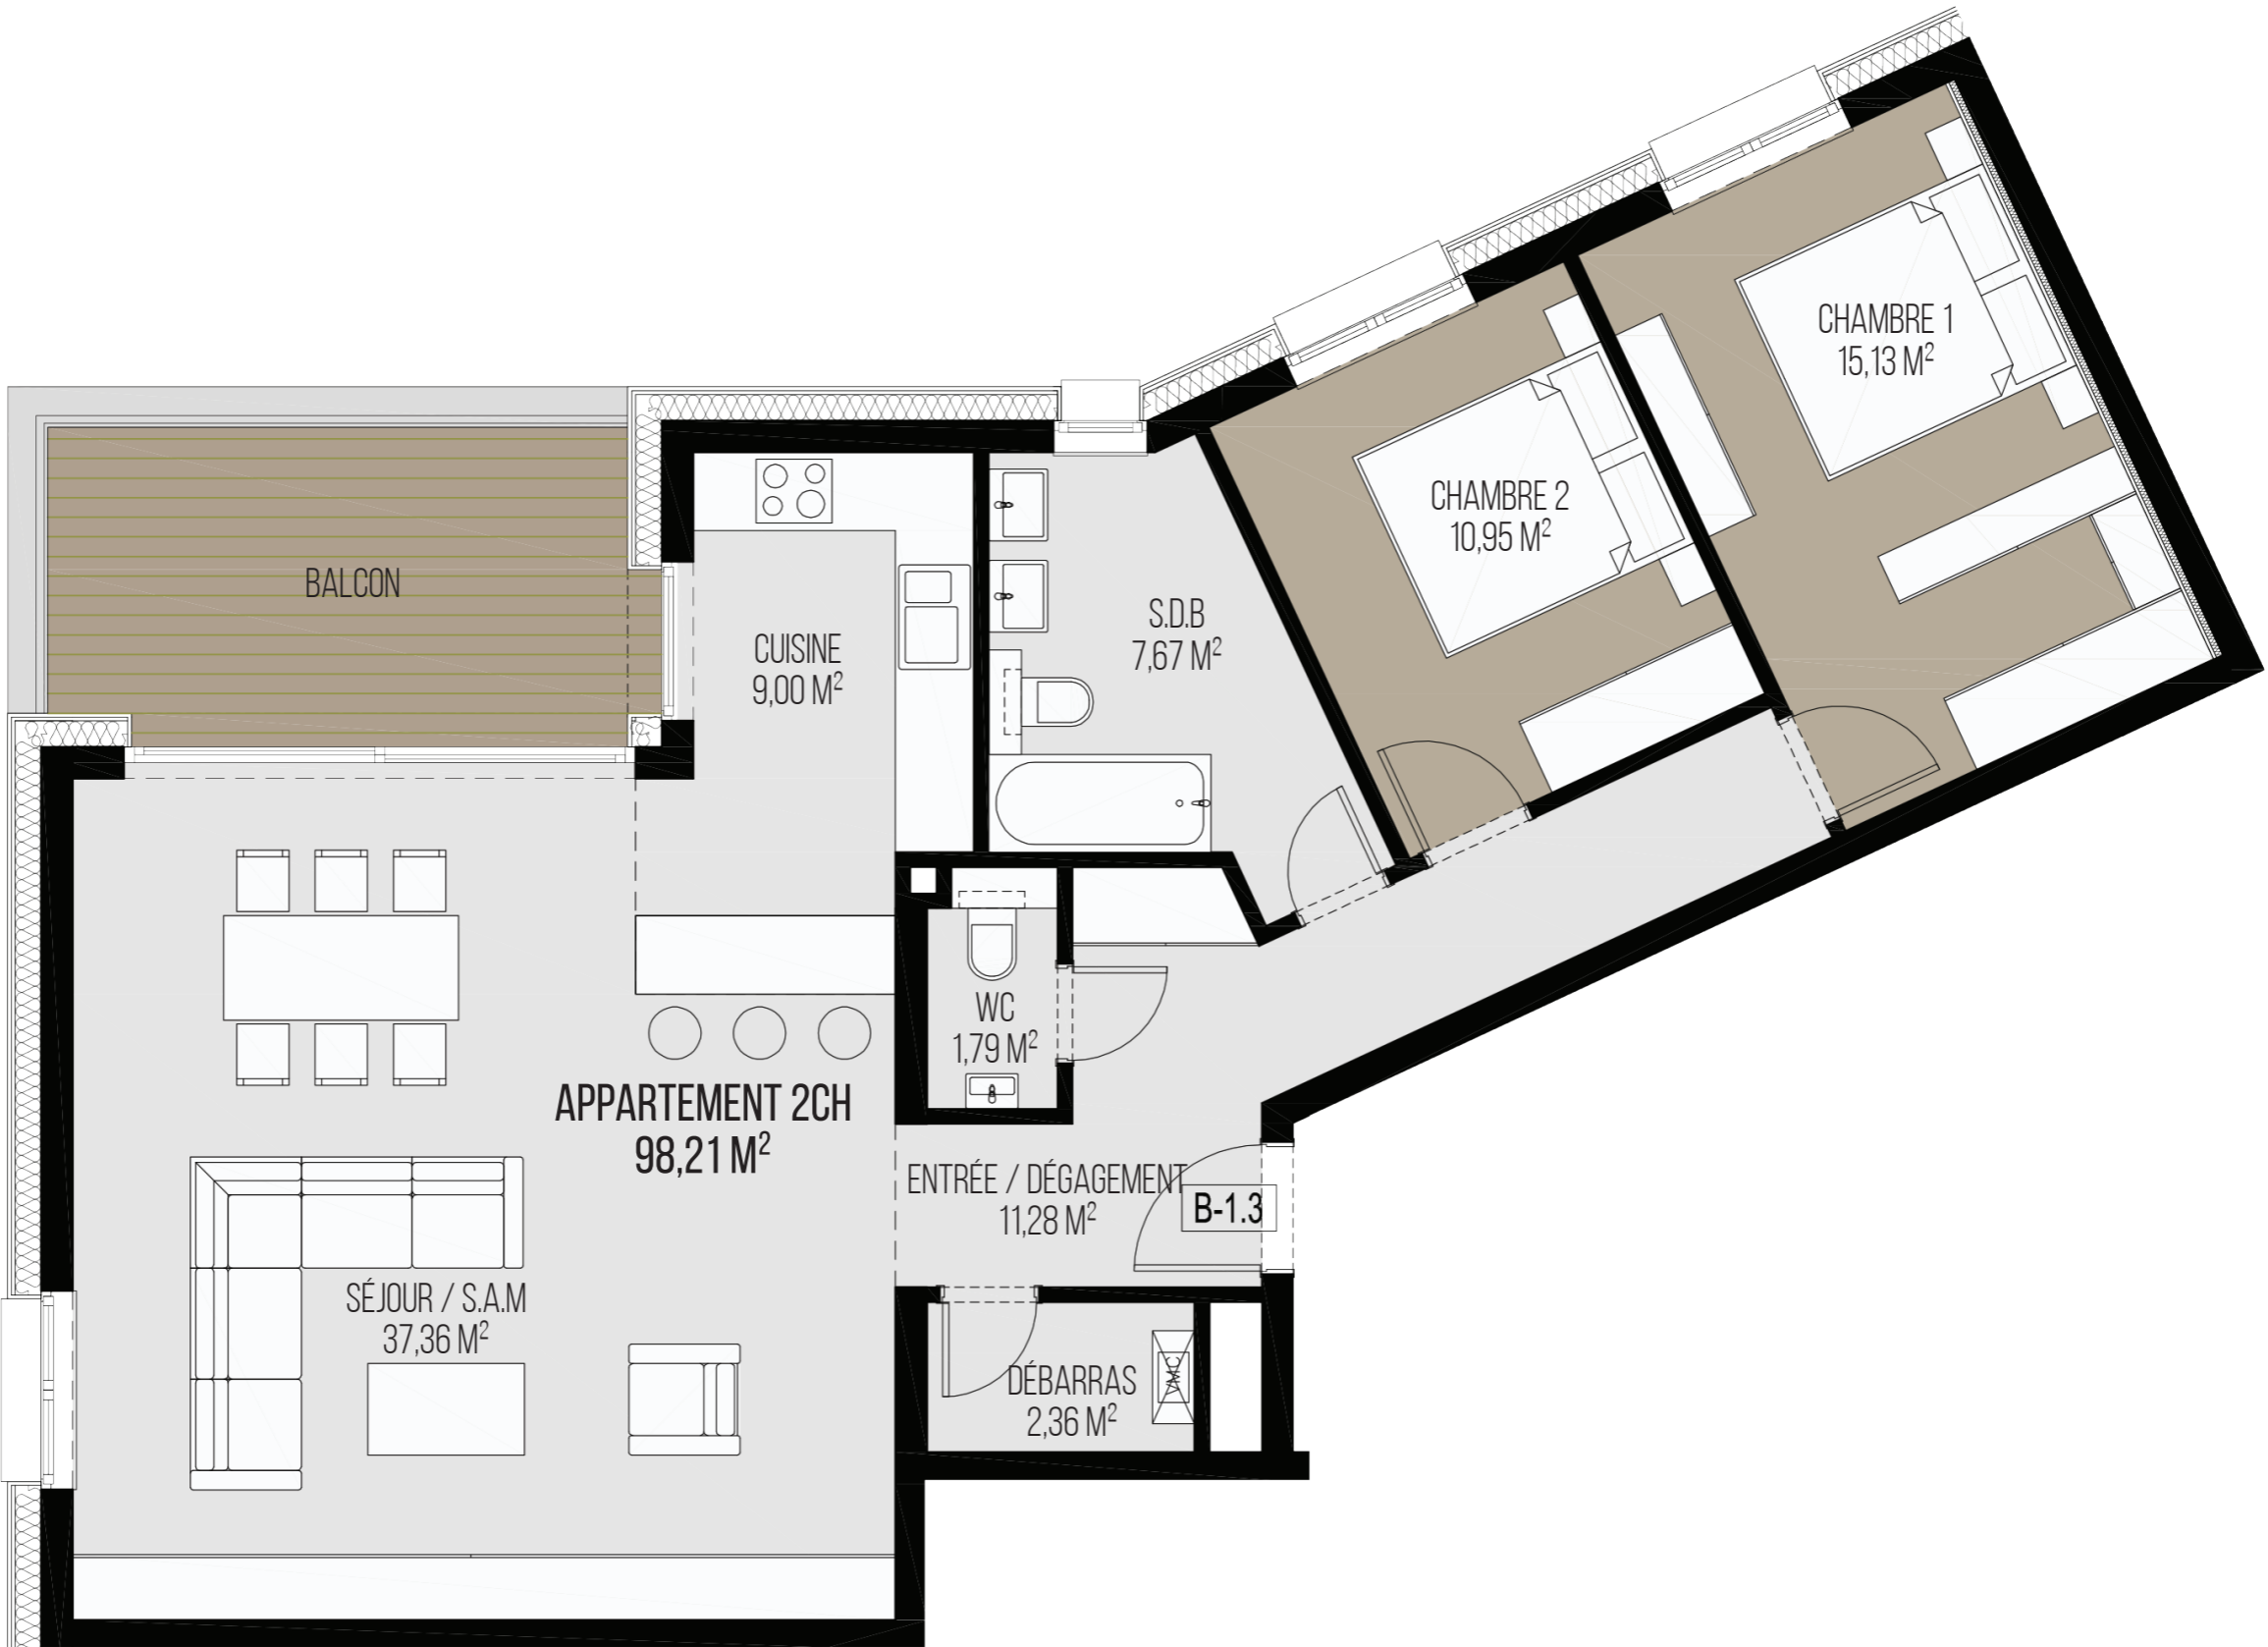 CHAMBRE 1
15,13 M²
CHAMBRE 2
10,95 M²
BALCON
S.D.B
7,67 M²
CUISINE
9,00 M²
WC
1,79 M²
APPARTEMENT 2CH
98,21 M²
ENTRÉE / DÉGAGEMENT
11,28 M²
B-1.3
SÉJOUR / S.A.M
37,36 M²
DÉBARRAS
2,36 M²
VMC